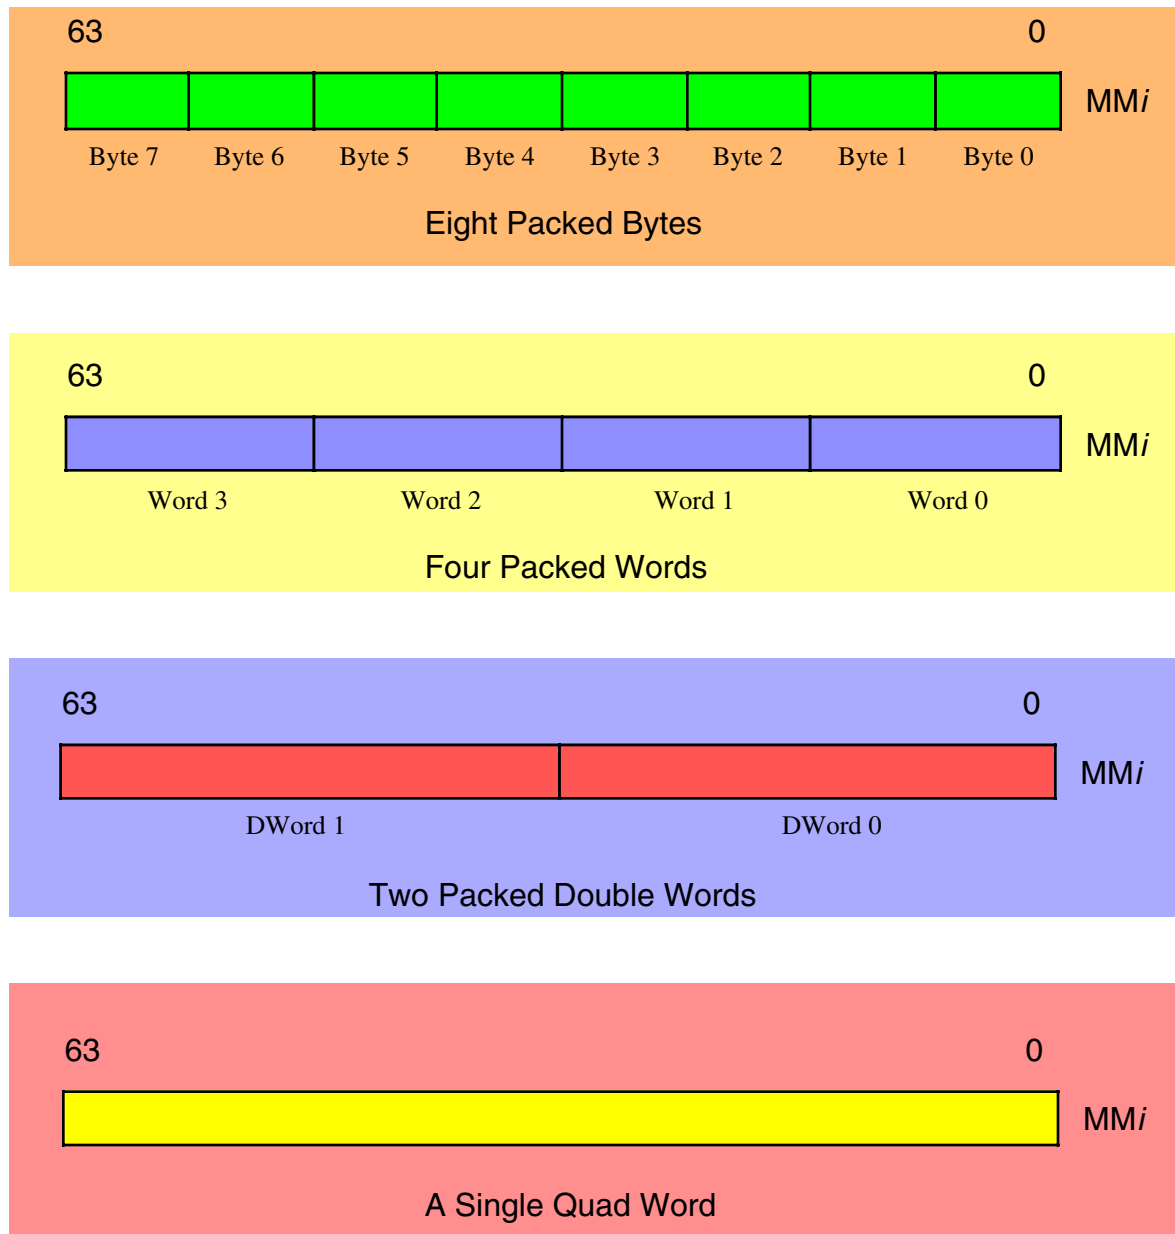 63 0
MMi
Byte 7 Byte 6 Byte 5 Byte 4 Byte 3 Byte 2 Byte 1 Byte 0
Eight Packed Bytes
63 0
MMi
Word 3 Word 2 Word 1 Word 0
Four Packed Words
63 0
MMi
DWord 1 DWord 0
Two Packed Double Words
63 0
MMi
A Single Quad Word